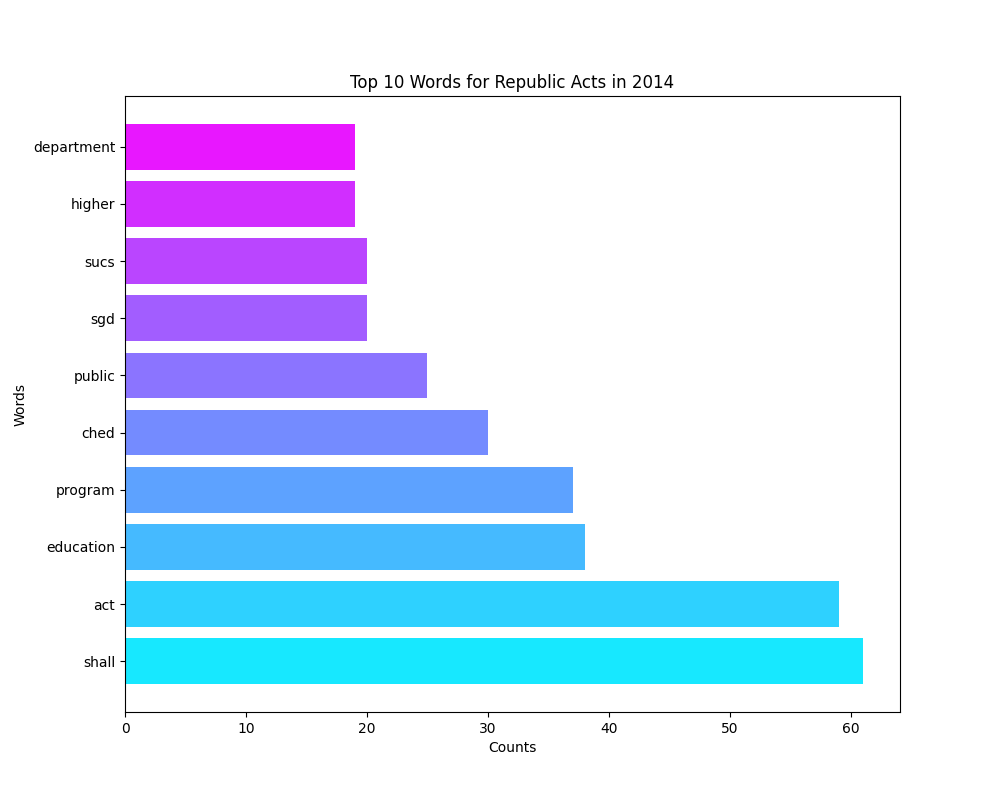 Top 10 Words for Republic Acts in 2014
department
higher
sucs
sgd
public
ched
program
education
act
shall
Words
0 10 20 30 40 50 60
Counts